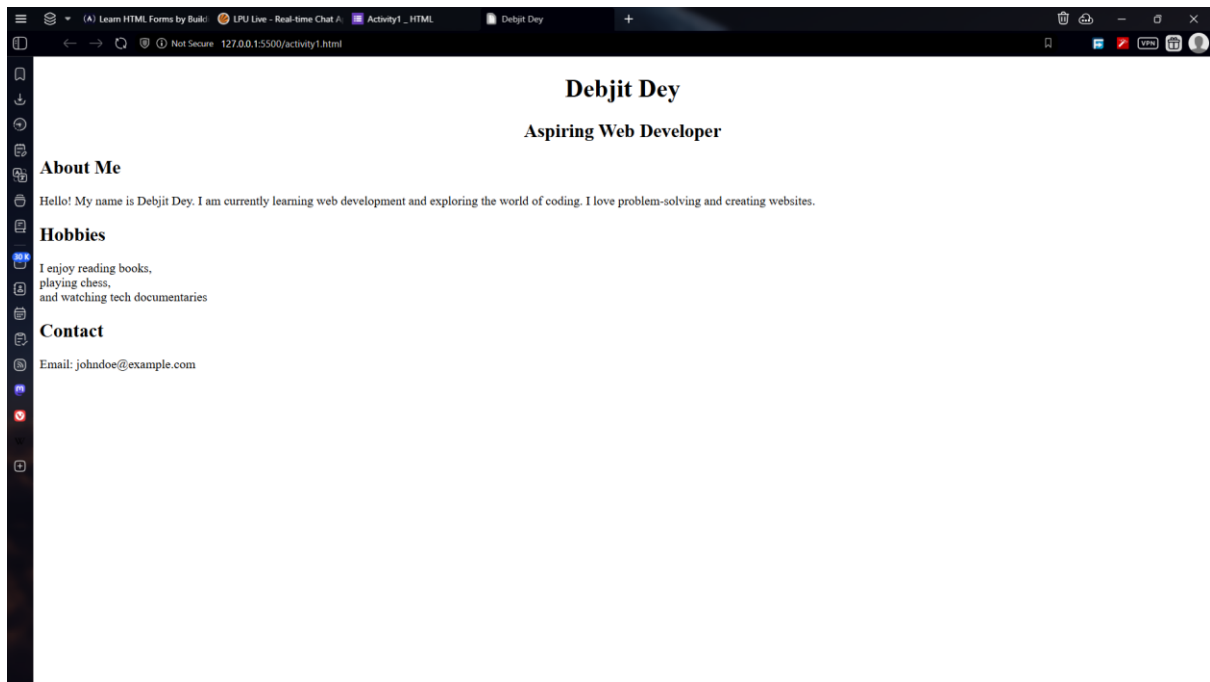 (A) Learn HTML Forms by Build
LPU Live - Real-time Chat A
Activity1 _ HTML
Debjit Dey
Not Secure 127.0.0.1:5500/activity1.html
VPN
Debjit Dey
Aspiring Web Developer
About Me
Hello! My name is Debjit Dey. I am currently learning web development and exploring the world of coding. I love problem-solving and creating websites.
Hobbies
30 K
I enjoy reading books,
playing chess,
and watching tech documentaries
Contact
Email: johndoe@example.com